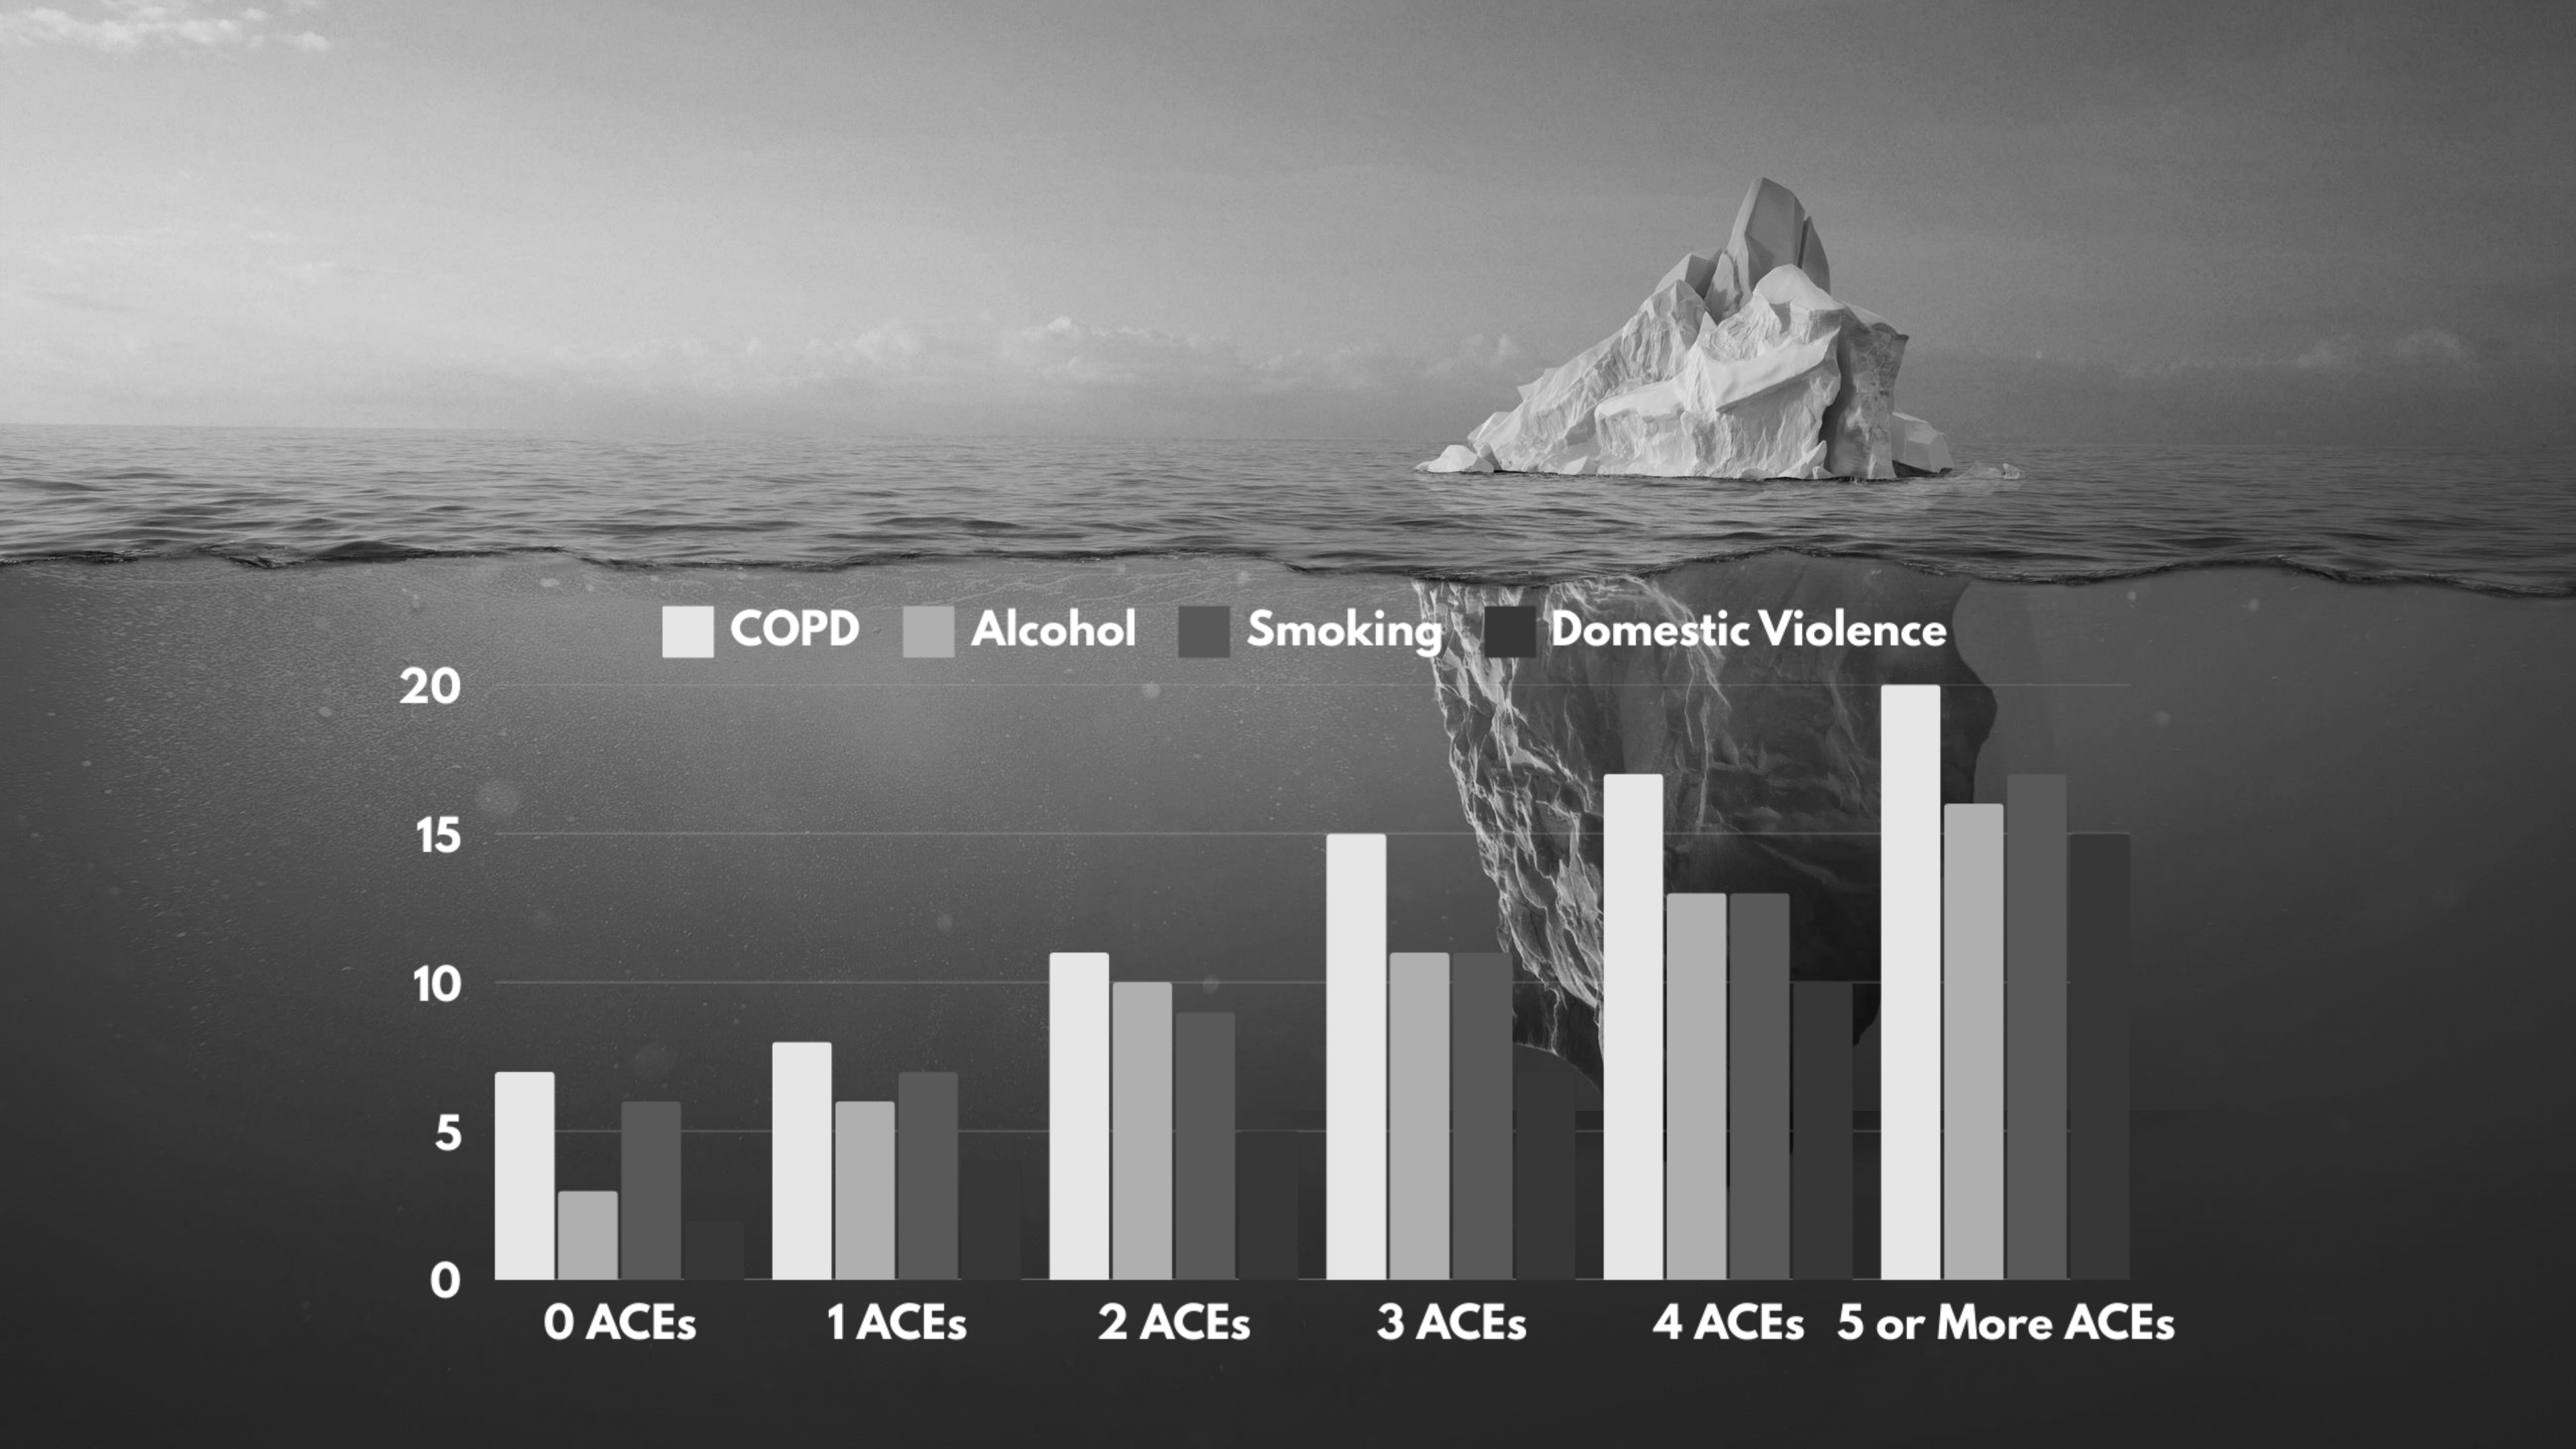 COPD Alcohol Smoking Domestic Violence
20
15
10
5
0
0 ACEs 1 ACEs 2 ACEs 3 ACEs 4 ACEs 5 or More ACEs